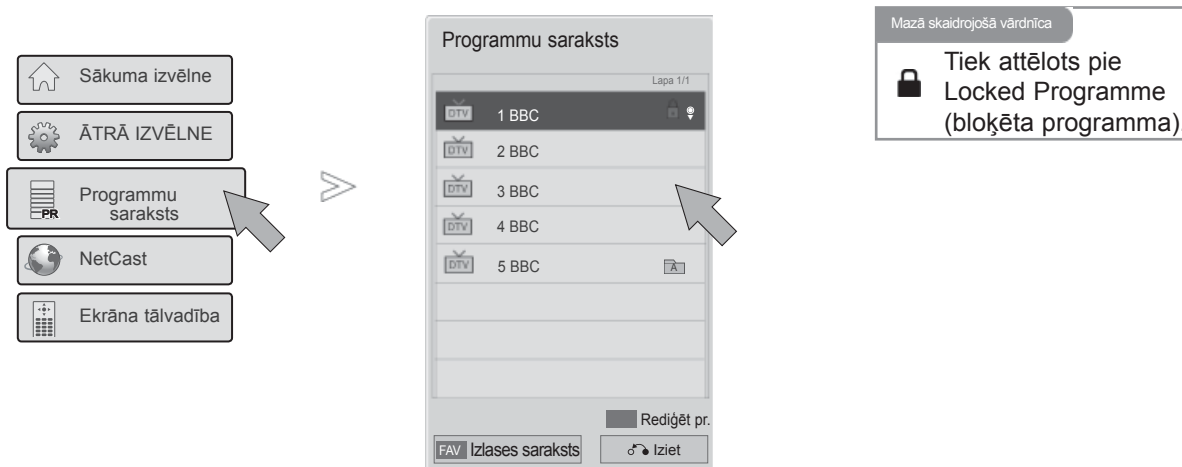 Sākuma izvēlne
ĀTRĀ IZVĒLNE
PR
Programmu
saraksts
NetCast
Ekrāna tālvadība
Programmu saraksts
Lapa 1/1
DTV 1 BBC
DTV 2 BBC
DTV 3 BBC
DTV 4 BBC
DTV 5 BBC A
Rediģēt pr.
FAV Izlases saraksts
Iziet
Mazā skaidrojošā vārdnīca
Tiek attēlots pie
Locked Programme
(bloķēta programma).